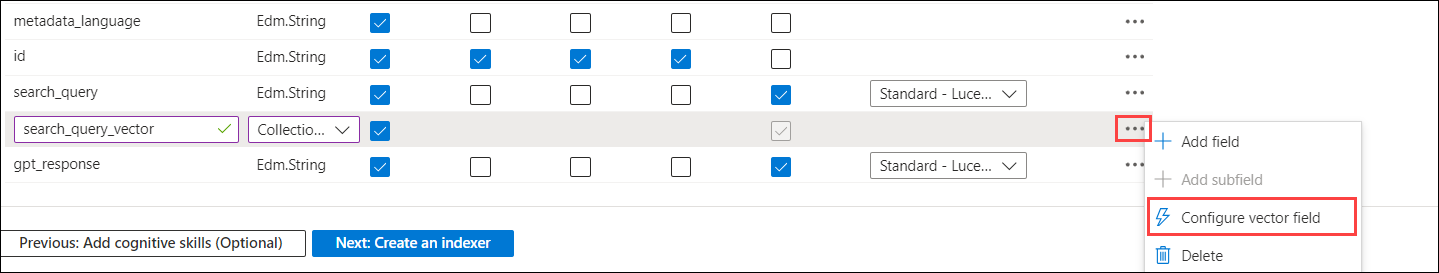 metadata_language Edm.String
id Edm.String
search_query Edm.String Standard - Luce...
search_query_vector Collectio...
gpt_response Edm.String Standard - Luce...
Add field
Add subfield
Configure vector field
Delete
Previous: Add cognitive skills (Optional) Next: Create an indexer